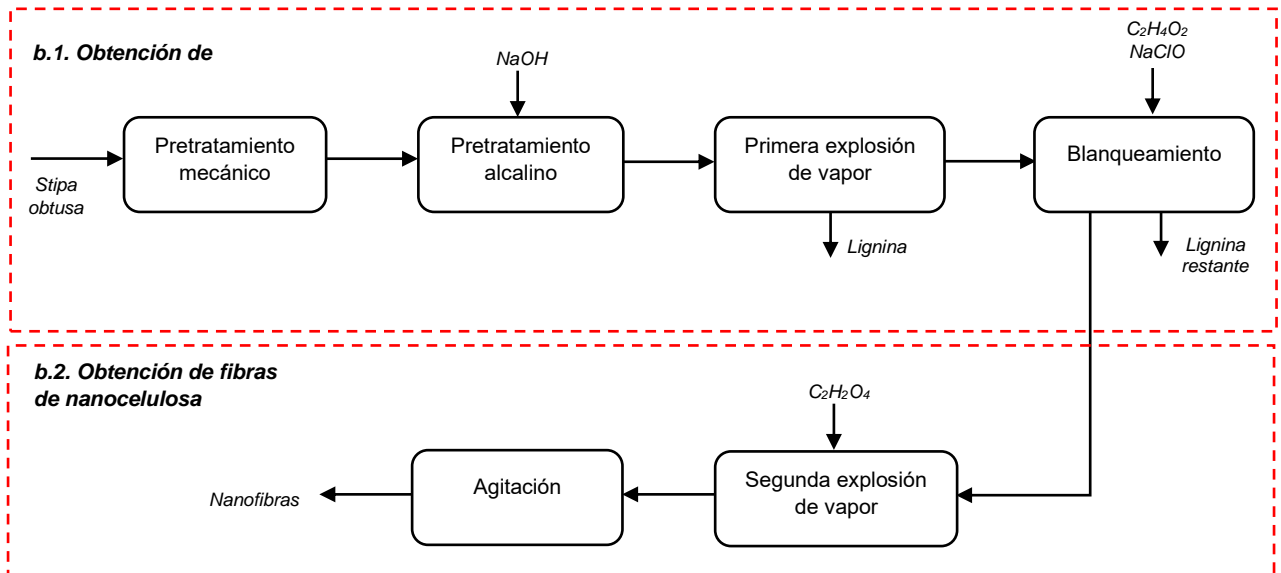 b.1. Obtención de
C₂H₄O₂
NaClO
NaOH
Pretratamiento
mecánico
Pretratamiento
alcalino
Primera explosión
de vapor
Blanqueamiento
Stipa
obtusa
Lignina
Lignina
restante
b.2. Obtención de fibras
de nanocelulosa
C₂H₂O₄
Nanofibras
Agitación
Segunda explosión
de vapor